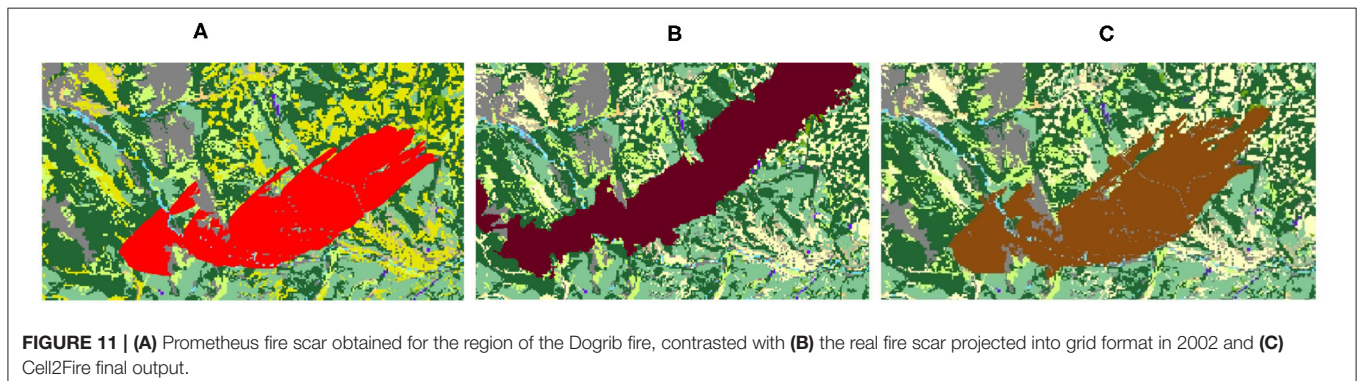 A
B
C
FIGURE 11 | (A) Prometheus fire scar obtained for the region of the Dogrib fire, contrasted with (B) the real fire scar projected into grid format in 2002 and (C)
Cell2Fire final output.